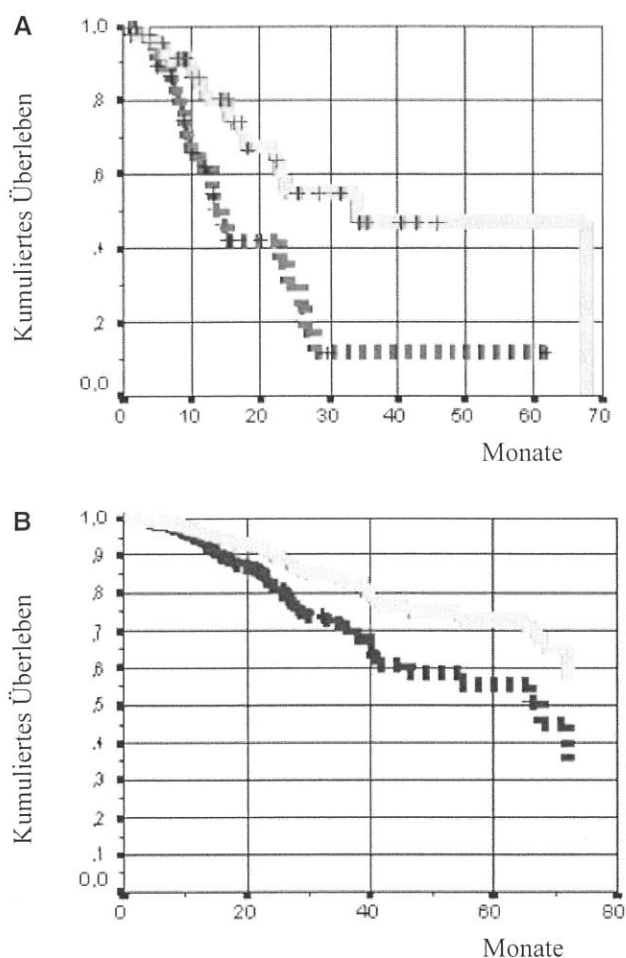 A
Kumuliertes Überleben
1,0
,8
,6
,4
,2
0,0
0 10 20 30 40 50 60 70
Monate
B
Kumuliertes Überleben
1,0
,9
,8
,7
,6
,5
,4
,3
,2
,1
0,0
0 20 40 60 80
Monate